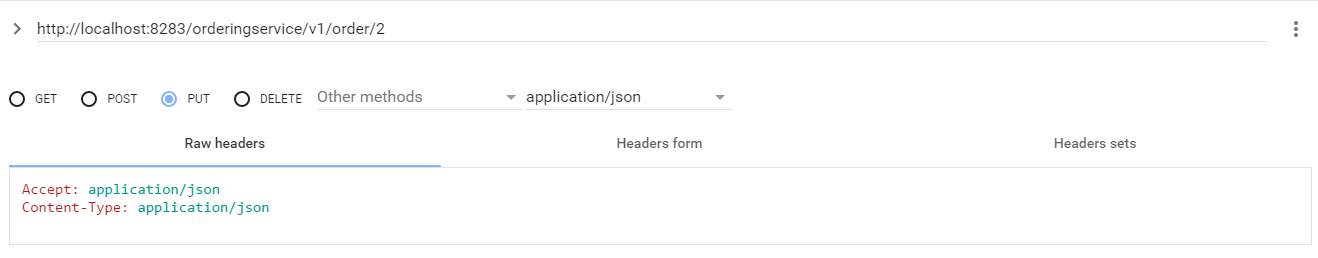 http://localhost:8283/orderingservice/v1/order/2
GET POST PUT DELETE Other methods application/json
Raw headers Headers form Headers sets
Accept: application/json
Content-Type: application/json